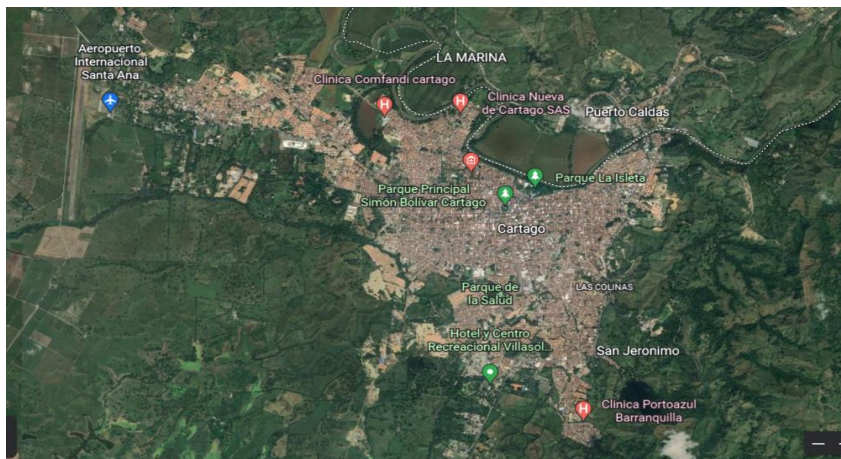 Aeropuerto
Internacional
Santa Ana
LA MARINA
Clinica Comfandi cartago
Clinica Nueva
de Cartago SAS
Puerto Caldas
Parque La Isleta
Parque Principal
Simón Bolívar Cartago
Cartago
Parque de
la Salud
LAS COLINAS
Hotel y Centro
Recreacional Villasol...
San Jeronimo
Clinica Portoazul
Barranquilla